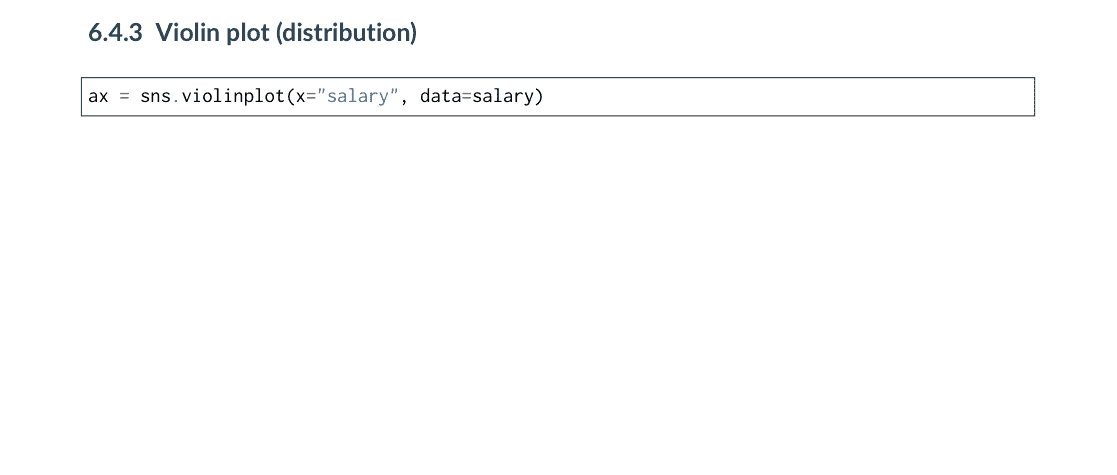 6.4.3 Violin plot (distribution)
ax = sns.violinplot(x="salary", data=salary)